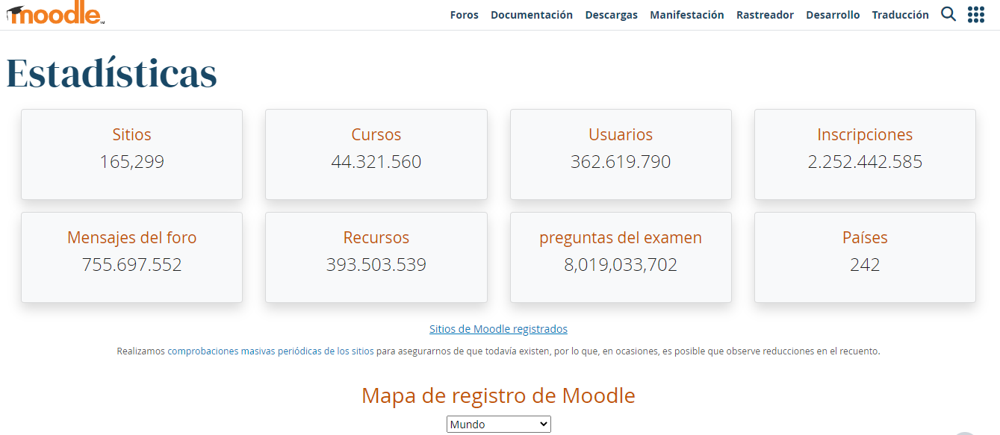 moodle
Foros Documentación Descargas Manifestación Rastreador Desarrollo Traducción
Estadísticas
Sitios
165,299
Cursos
44.321.560
Usuarios
362.619.790
Inscripciones
2.252.442.585
Mensajes del foro
755.697.552
Recursos
393.503.539
preguntas del examen
8,019,033,702
Países
242
Sitios de Moodle registrados
Realizamos comprobaciones masivas periódicas de los sitios para asegurarnos de que todavía existen, por lo que, en ocasiones, es posible que observe reducciones en el recuento.
Mapa de registro de Moodle
Mundo